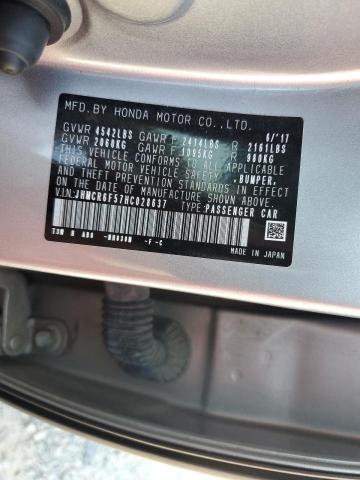 MFD.BY HONDA MOTOR CO.,LTD.
6/'17
GVWR 4542LBS GAWR F 2414LBS R 2161LBS
GVWR 2060KG GAWR F 1095KG R 980KG
THIS VEHICLE CONFORMS TO ALL APPLICABLE
FEDERAL MOTOR VEHICLE SAFETY, BUMPER,
AND THEFT PREVENTION STANDARDS IN EFFECT
ON THE DATE OF MANUFACTURE SHOWN ABOVE.
VIN: JHMCR6F57HC028637 TYPE:PASSENGER CAR
-F -C
MADE IN JAPAN